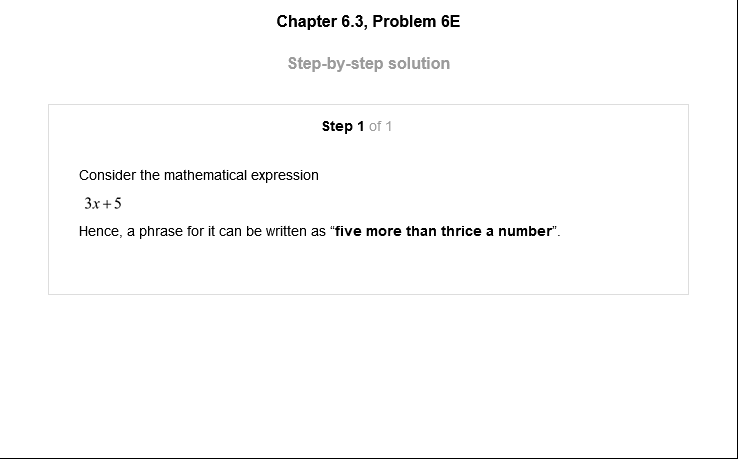 Chapter 6.3, Problem 6E
Step-by-step solution
Step 1 of 1
Consider the mathematical expression
3x+5
Hence, a phrase for it can be written as “five more than thrice a number”.